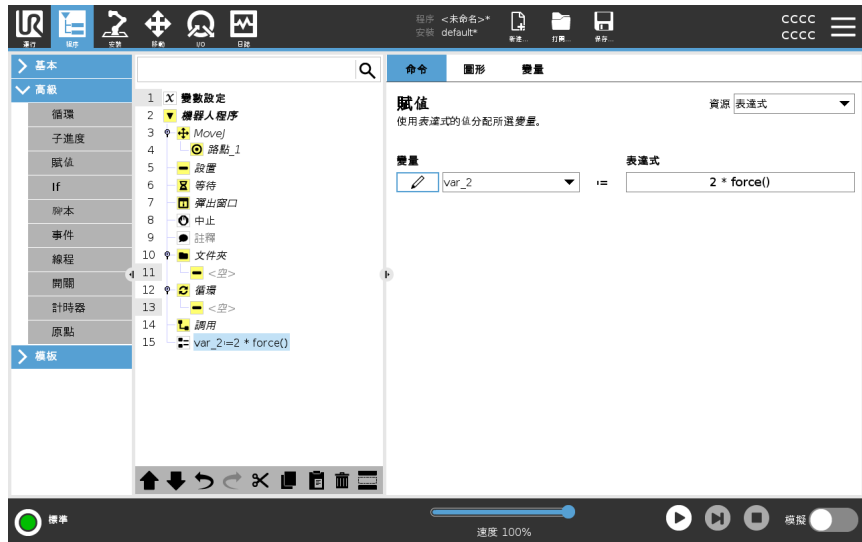 UR
運行
程序
安裝
移動
I/O
日誌
程序 <未命名>*
安裝 default*
新建...
打開...
保存...
cccc
cccc
基本
高級
循環
子進度
賦值
If
腳本
事件
線程
開關
計時器
原點
模板
1 X 變數設定
2 機器人程序
3 MoveJ
4 路點_1
5 設置
6 等待
7 彈出窗口
8 中止
9 註釋
10 文件夾
11 <空>
12 循環
13 <空>
14 調用
15 var_2:=2 * force()
命令 圖形 變量
賦值
資源 表達式
使用表達式的值分配所選變量。
變量 表達式
var_2 := 2 * force()
標準
速度 100%
模擬